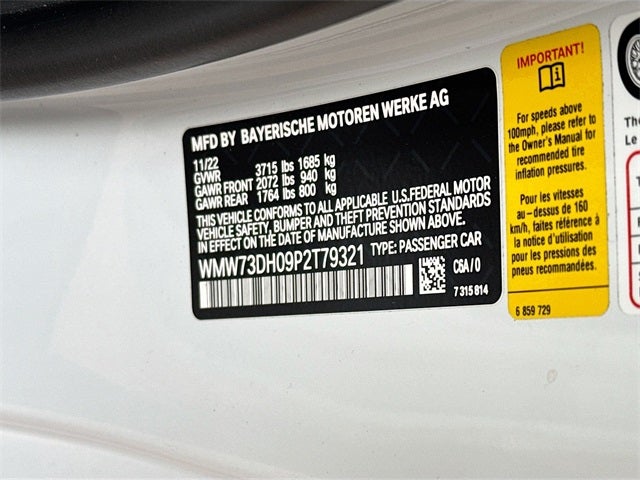 MFD BY BAYERISCHE MOTOREN WERKE AG
11/22
GVWR 3715 lbs 1685 kg
GAWR FRONT 2072 lbs 940 kg
GAWR REAR 1764 lbs 800 kg
THIS VEHICLE CONFORMS TO ALL APPLICABLE U.S.FEDERAL MOTOR
VEHICLE SAFETY, BUMPER AND THEFT PREVENTION STANDARDS
IN EFFECT ON THE DATE OF MANUFACTURE SHOWN ABOVE.
WMW73DH09P2T79321 TYPE: PASSENGER CAR
C6A/0
7315814
IMPORTANT!
For speeds above
100mph, please refer to
the Owner's Manual for
recommended tire
inflation pressures.
Pour les vitesses
au-dessus de 160
km/h, faites référence à
la notice d'utilisation
pour les pressions des
pneus recommandées.
6 859 729
The
Le